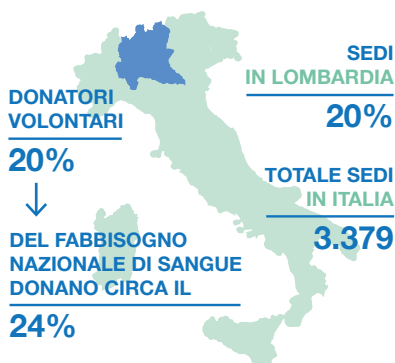 DONATORI
VOLONTARI
20%
DEL FABBISOGNO
NAZIONALE DI SANGUE
DONANO CIRCA IL
24%
SEDI
IN LOMBARDIA
20%
TOTALE SEDI
IN ITALIA
3.379